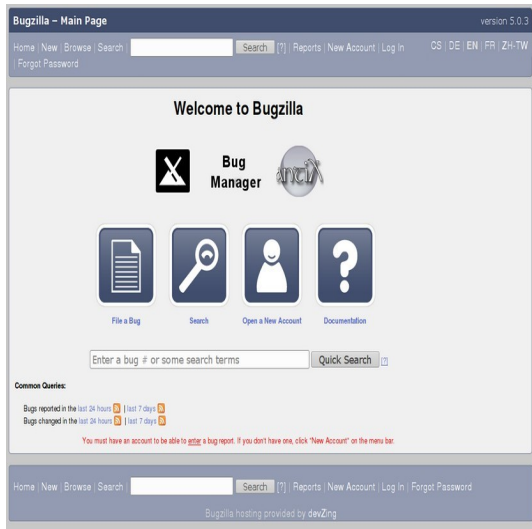 Bugzilla – Main Page
version 5.0.3
Home | New | Browse | Search | Search [?] | Reports | New Account | Log In
| Forgot Password
CS | DE | EN | FR | ZH-TW
Welcome to Bugzilla
Bug
Manager
antiX
File a Bug
Search
Open a New Account
Documentation
Enter a bug # or some search terms
Quick Search [?]
Common Queries:
Bugs reported in the last 24 hours | last 7 days
Bugs changed in the last 24 hours | last 7 days
You must have an account to be able to enter a bug report. If you don't have one, click "New Account" on the menu bar.
Home | New | Browse | Search | Search [?] | Reports | New Account | Log In | Forgot Password
Bugzilla hosting provided by devZing